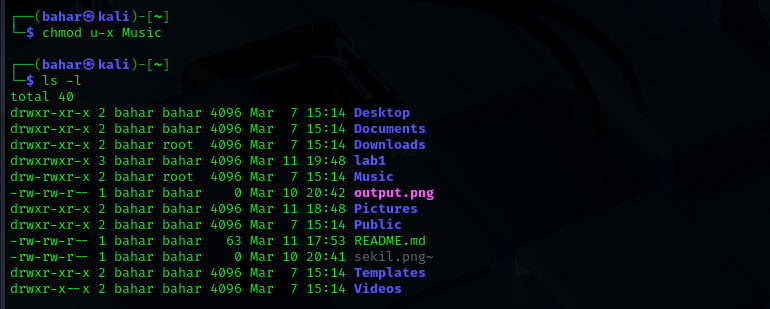 ┌──(bahar㉿kali)-[~]
└─$ chmod u-x Music
┌──(bahar㉿kali)-[~]
└─$ ls -l
total 40
drwxr-xr-x 2 bahar bahar 4096 Mar  7 15:14 Desktop
drwxr-xr-x 2 bahar bahar 4096 Mar  7 15:14 Documents
drwxr-xr-x 2 bahar root  4096 Mar  7 15:14 Downloads
drwxrwxr-x 3 bahar bahar 4096 Mar 11 19:48 lab1
drw-rwxr-x 2 bahar root  4096 Mar  7 15:14 Music
-rw-rw-r-- 1 bahar bahar    0 Mar 10 20:42 output.png
drwxr-xr-x 2 bahar bahar 4096 Mar 11 18:48 Pictures
drwxr-xr-x 2 bahar bahar 4096 Mar  7 15:14 Public
-rw-rw-r-- 1 bahar bahar   63 Mar 11 17:53 README.md
-rw-rw-r-- 1 bahar bahar    0 Mar 10 20:41 sekil.png~
drwxr-xr-x 2 bahar bahar 4096 Mar  7 15:14 Templates
drwxr-x--x 2 bahar bahar 4096 Mar  7 15:14 Videos